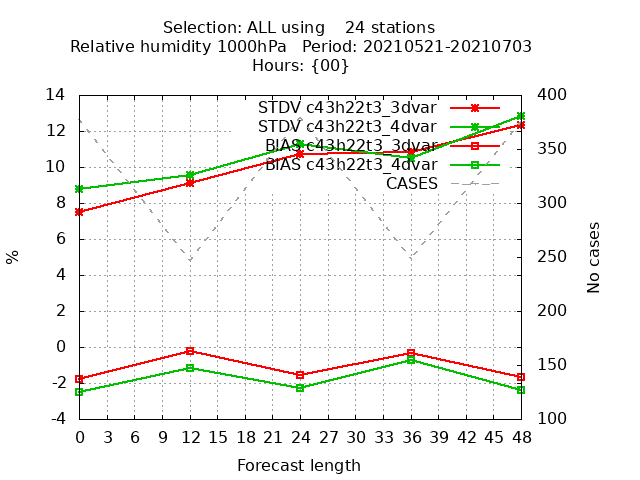 Selection: ALL using    24 stations
Relative humidity 1000hPa   Period: 20210521-20210703
Hours: {00}
STDV c43h22t3_3dvar
STDV c43h22t3_4dvar
BIAS c43h22t3_3dvar
BIAS c43h22t3_4dvar
CASES
14
12
10
8
6
4
2
0
-2
-4
%
400
350
300
250
200
150
100
No cases
0 3 6 9 12 15 18 21 24 27 30 33 36 39 42 45 48
Forecast length